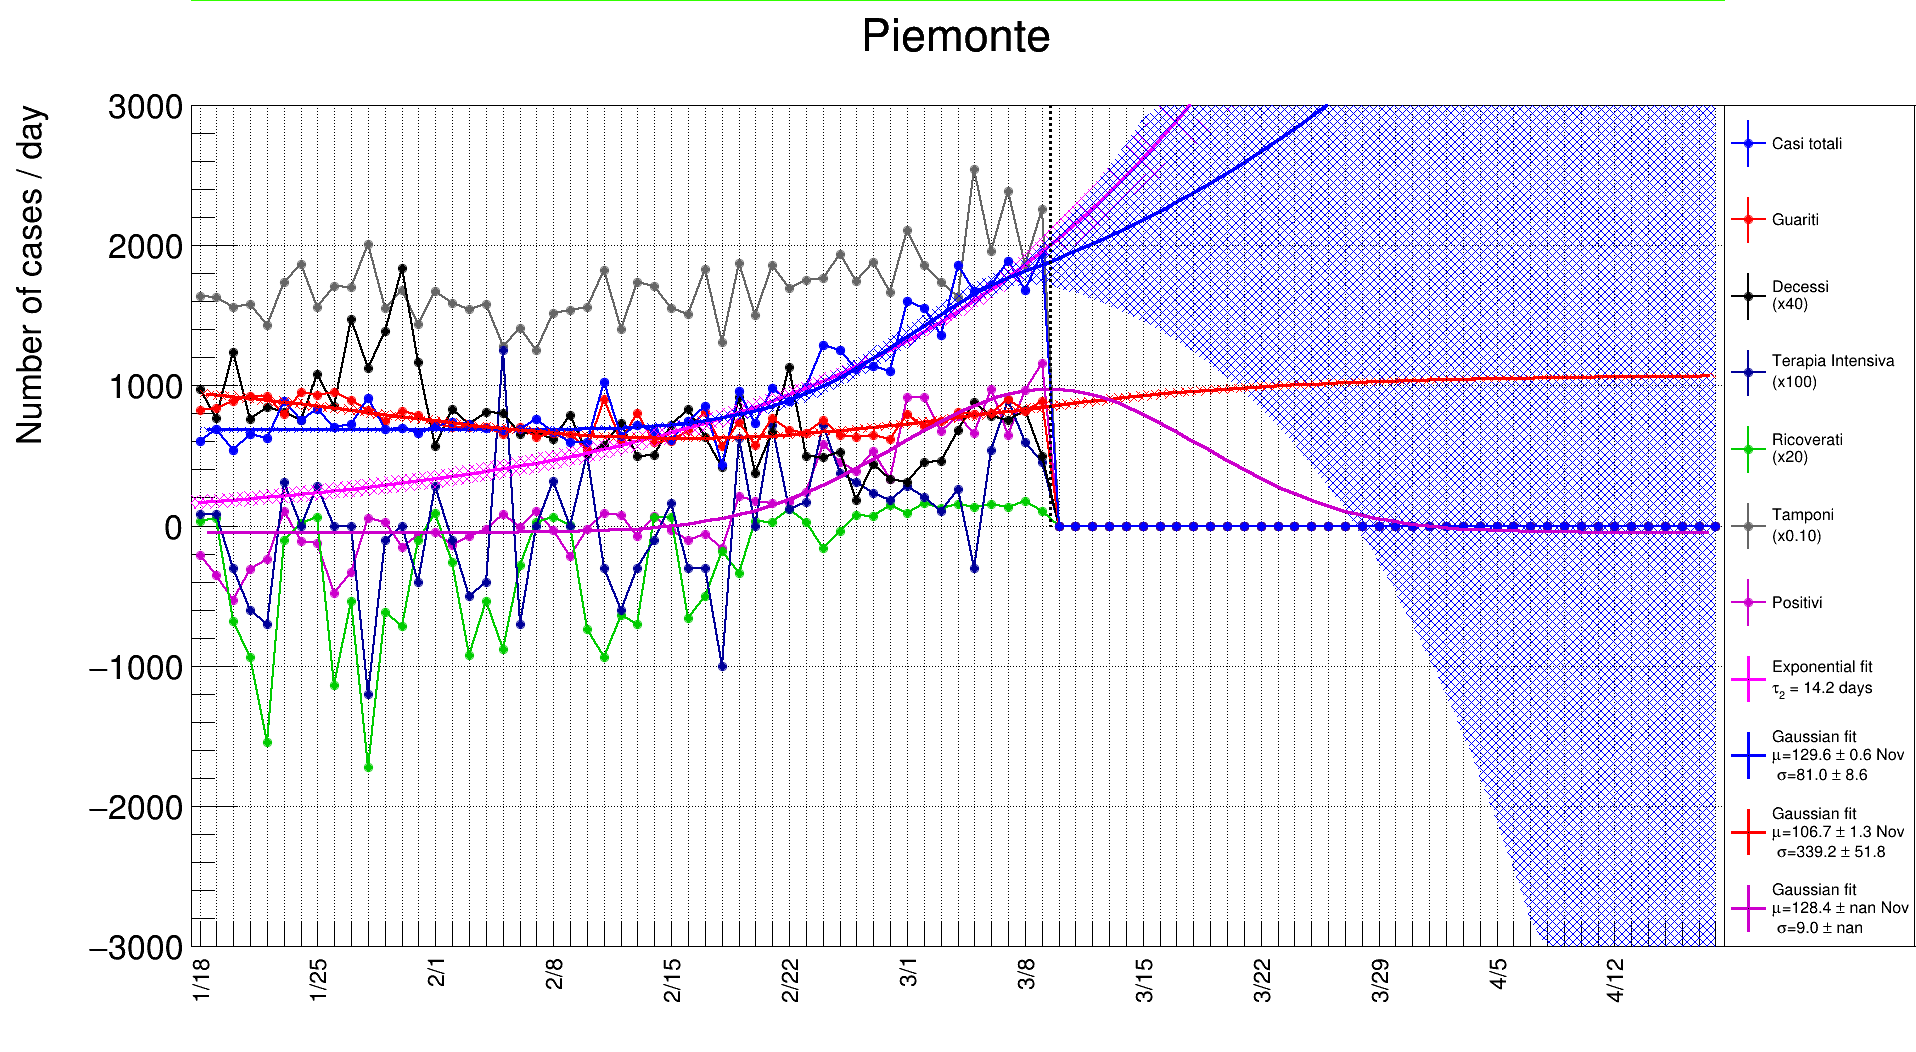 Piemonte
Number of cases / day
3000
2000
1000
0
−1000
−2000
−3000
1/18
1/25
2/1
2/8
2/15
2/22
3/1
3/8
3/15
3/22
3/29
4/5
4/12
Casi totali
Guariti
Decessi
(x40)
Terapia Intensiva
(x100)
Ricoverati
(x20)
Tamponi
(x0.10)
Positivi
Exponential fit
τ2 = 14.2 days
Gaussian fit
μ=129.6 ± 0.6 Nov
σ=81.0 ± 8.6
Gaussian fit
μ=106.7 ± 1.3 Nov
σ=339.2 ± 51.8
Gaussian fit
μ=128.4 ± nan Nov
σ=9.0 ± nan